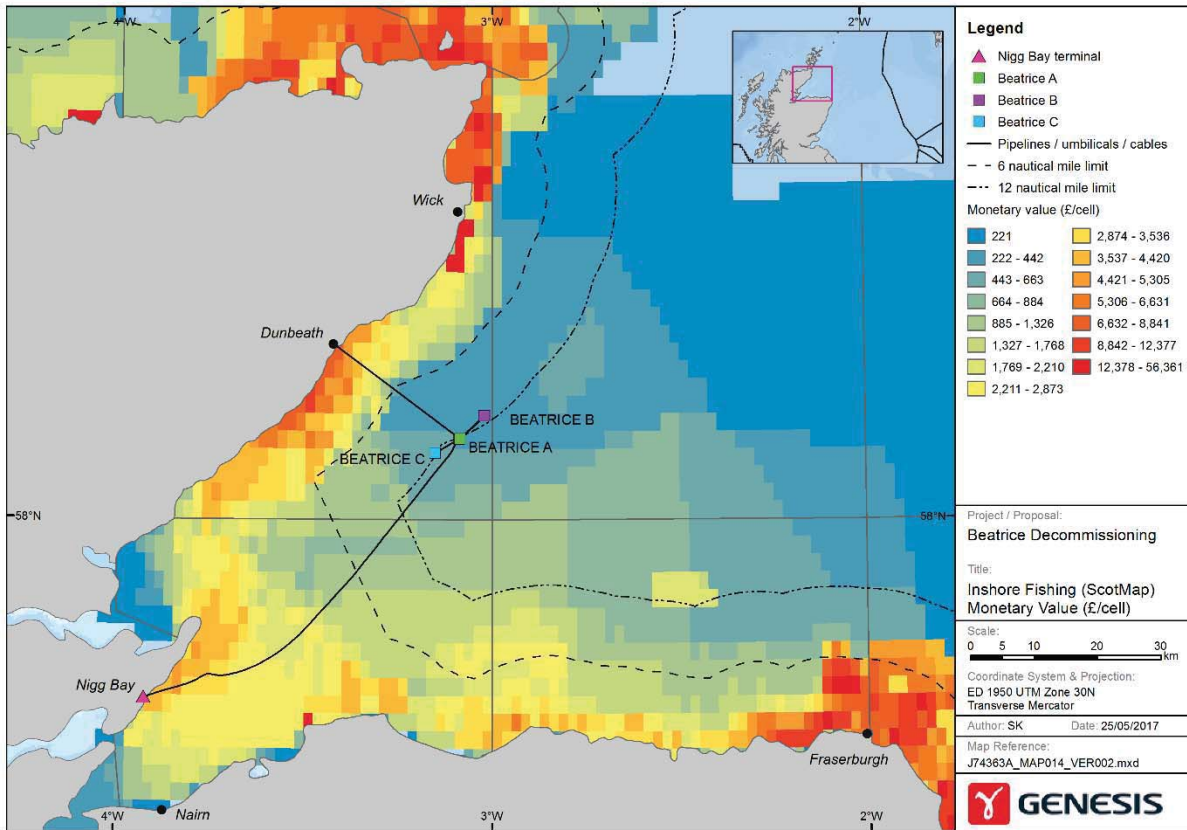 4°W
3°W
2°W
Wick
Dunbeath
BEATRICE B
BEATRICE A
BEATRICE C
58°N
58°N
Nigg Bay
Fraserburgh
Nairn
4°W
3°W
2°W
Legend
Nigg Bay terminal
Beatrice A
Beatrice B
Beatrice C
Pipelines / umbilicals / cables
6 nautical mile limit
12 nautical mile limit
Monetary value (£/cell)
221
222 - 442
443 - 663
664 - 884
885 - 1,326
1,327 - 1,768
1,769 - 2,210
2,211 - 2,873
2,874 - 3,536
3,537 - 4,420
4,421 - 5,305
5,306 - 6,631
6,632 - 8,841
8,842 - 12,377
12,378 - 56,361
Project / Proposal:
Beatrice Decommissioning
Title:
Inshore Fishing (ScotMap)
Monetary Value (£/cell)
Scale:
0 5 10 20 30
km
Coordinate System & Projection:
ED 1950 UTM Zone 30N
Transverse Mercator
Author: SK Date: 25/05/2017
Map Reference:
J74363A_MAP014_VER002.mxd
GENESIS